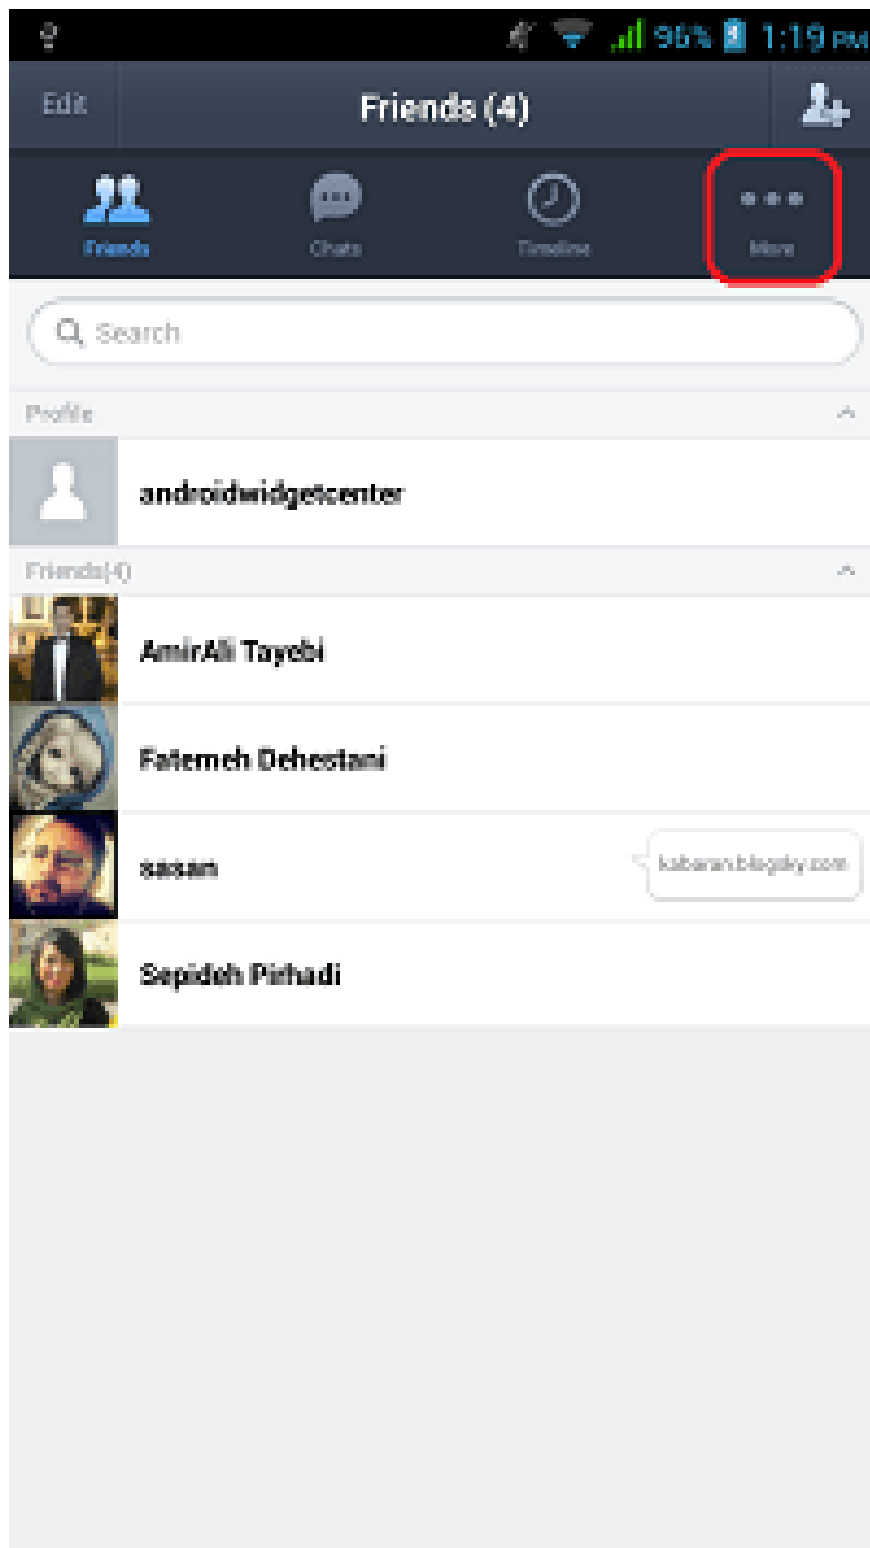 96% 1:19 PM
Edit Friends (4)
Friends Chats Timeline More
Search
Profile
androidwidgetcenter
Friends(4)
AmirAli Tayebi
Fatemeh Dehestani
sasan kabaran.blogsky.com
Sepideh Pirhadi